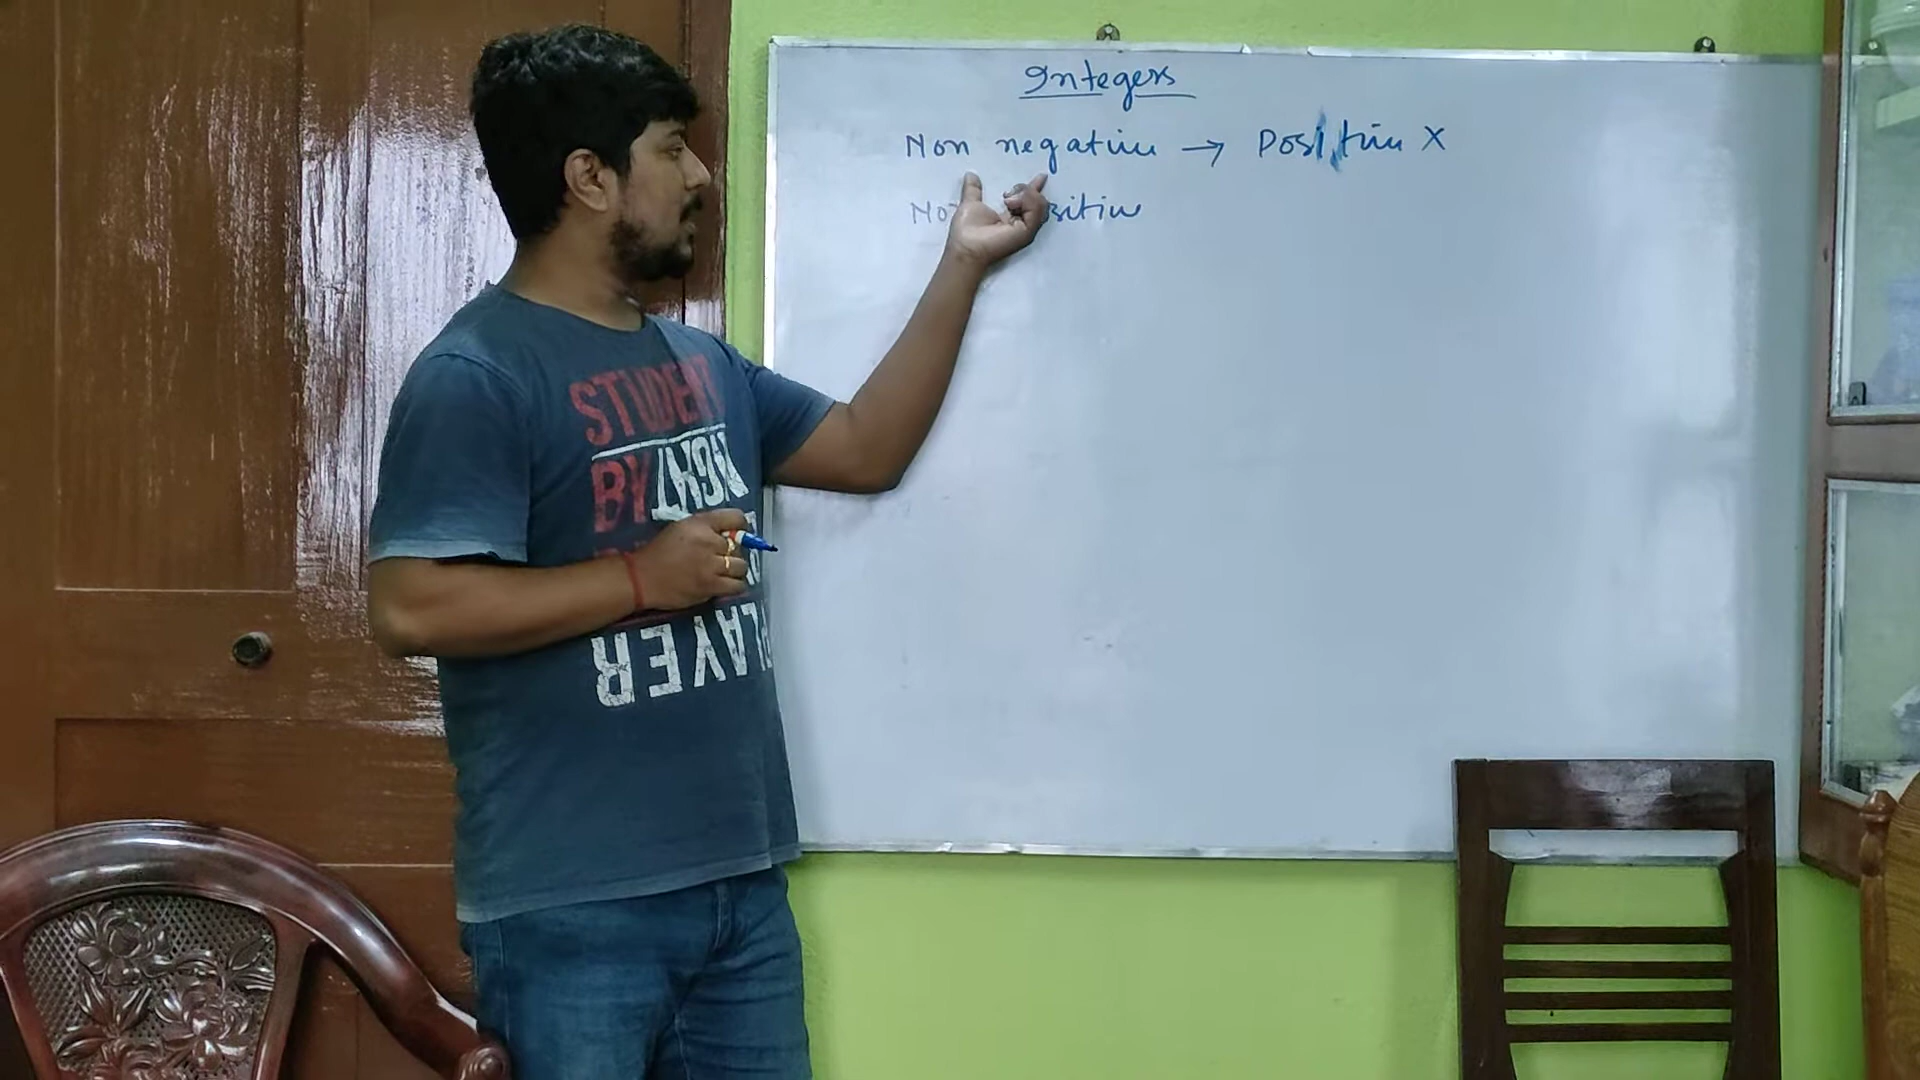 Integers
Non negative → Positive X
Non positive
STUDENT
BY
NIGHT
PLAYER